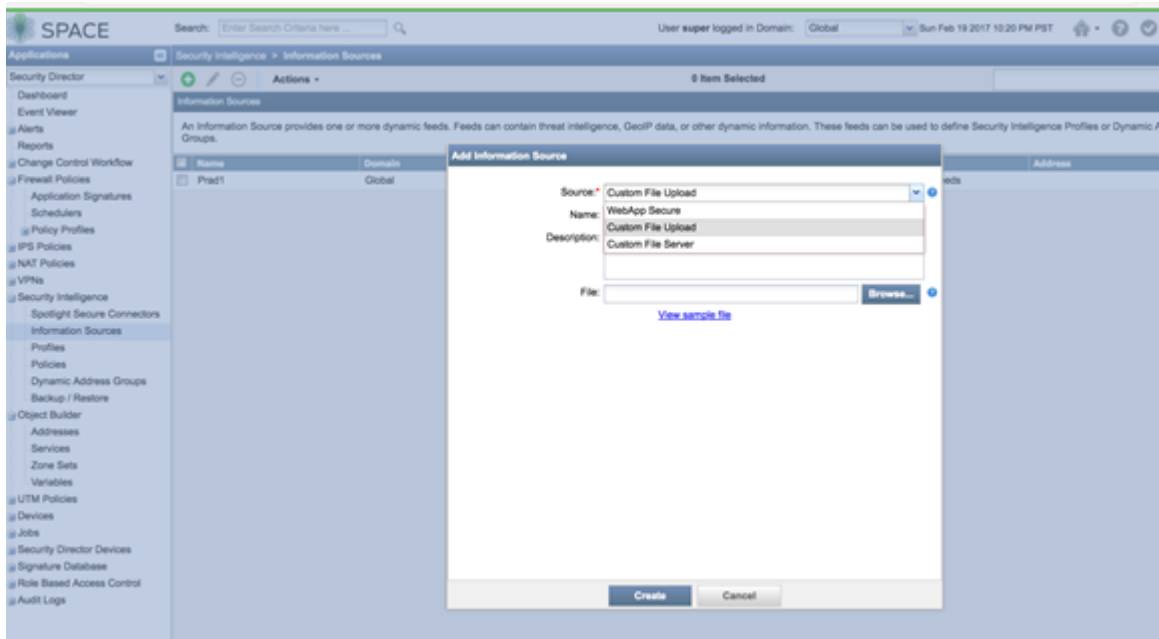 SPACE
Search: Enter Search Criteria here ...
User super logged in Domain: Global
Sun Feb 19 2017 10:20 PM PST
Applications
Security Intelligence > Information Sources
Security Director
Actions
0 Item Selected
Dashboard
Event Viewer
Alerts
Reports
Change Control Workflow
Firewall Policies
Application Signatures
Schedulers
Policy Profiles
IPS Policies
NAT Policies
VPNs
Security Intelligence
Spotlight Secure Connectors
Information Sources
Profiles
Policies
Dynamic Address Groups
Backup / Restore
Object Builder
Addresses
Services
Zone Sets
Variables
UTM Policies
Devices
Jobs
Security Director Devices
Signature Database
Role Based Access Control
Audit Logs
Information Sources
An Information Source provides one or more dynamic feeds. Feeds can contain threat intelligence, GeoIP data, or other dynamic information. These feeds can be used to define Security Intelligence Profiles or Dynamic A
Groups.
Name Domain Address
Prad1 Global eds
Add Information Source
Source:* Custom File Upload
Name:
WebApp Secure
Custom File Upload
Description:
Custom File Server
File: Browse...
View sample file
Create Cancel